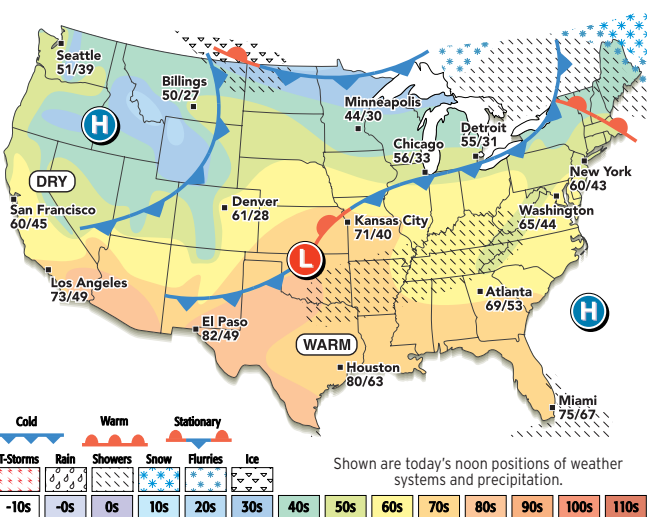 Seattle
51/39
Billings
50/27
Minneapolis
44/30
H
Chicago
56/33
Detroit
55/31
DRY
New York
60/43
San Francisco
60/45
Denver
61/28
Kansas City
71/40
Washington
65/44
L
Los Angeles
73/49
Atlanta
69/53
H
El Paso
82/49
WARM
Houston
80/63
Miami
75/67
Cold
Warm
Stationary
T-Storms Rain Showers Snow Flurries Ice
Shown are today's noon positions of weather
systems and precipitation.
-10s -0s 0s 10s 20s 30s 40s 50s 60s 70s 80s 90s 100s 110s